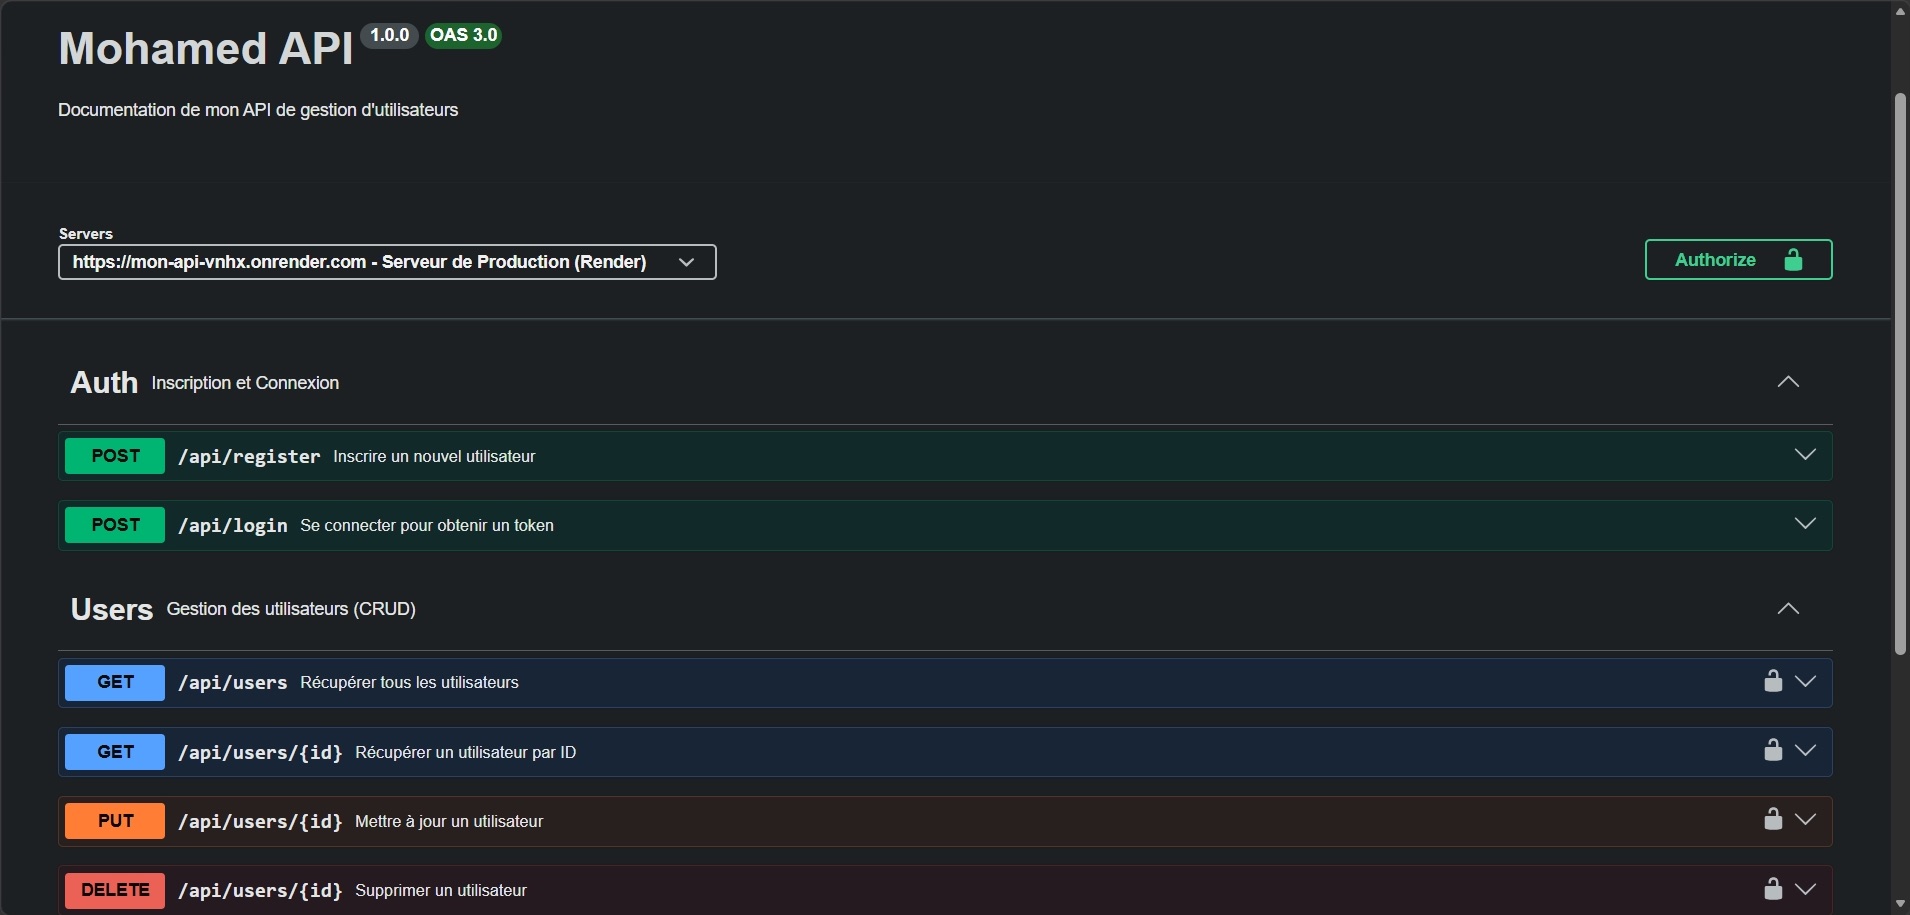 Mohamed API 1.0.0 OAS 3.0
Documentation de mon API de gestion d'utilisateurs
Servers
https://mon-api-vnhx.onrender.com - Serveur de Production (Render)
Authorize
Auth Inscription et Connexion
POST /api/register Inscrire un nouvel utilisateur
POST /api/login Se connecter pour obtenir un token
Users Gestion des utilisateurs (CRUD)
GET /api/users Récupérer tous les utilisateurs
GET /api/users/{id} Récupérer un utilisateur par ID
PUT /api/users/{id} Mettre à jour un utilisateur
DELETE /api/users/{id} Supprimer un utilisateur